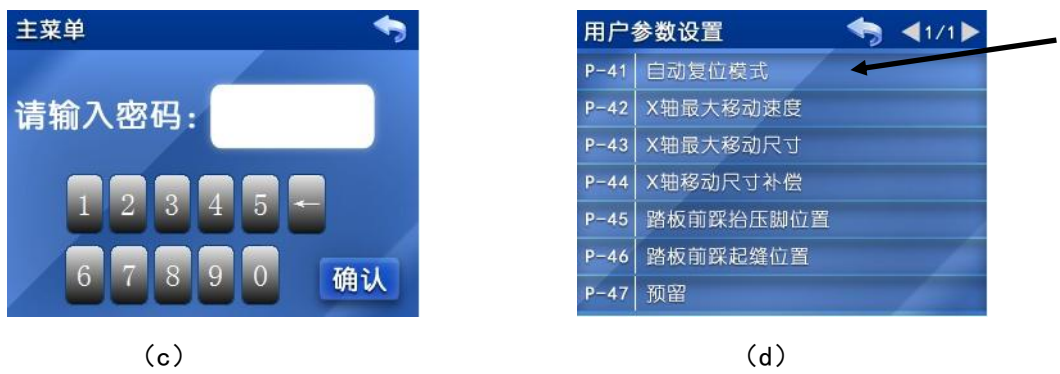 主菜单
请输入密码：
1 2 3 4 5 ←
6 7 8 9 0 确认
(c)
用户参数设置 ◀1/1▶
P-41 自动复位模式
P-42 X轴最大移动速度
P-43 X轴最大移动尺寸
P-44 X轴移动尺寸补偿
P-45 踏板前踩抬压脚位置
P-46 踏板前踩起缝位置
P-47 预留
(d)